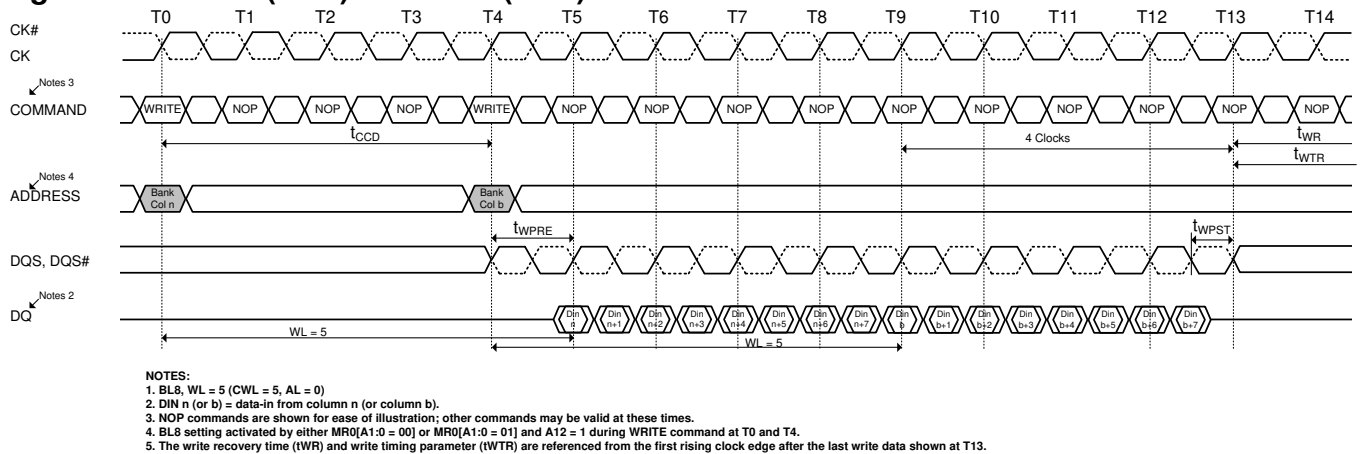 T0 T1 T2 T3 T4 T5 T6 T7 T8 T9 T10 T11 T12 T13 T14
CK#
CK
Notes 3
COMMAND
WRITE NOP NOP NOP WRITE NOP NOP NOP NOP NOP NOP NOP NOP NOP NOP
tCCD
4 Clocks
tWR
tWTR
Notes 4
ADDRESS
Bank Bank
Col n Col b
tWPRE
tWPST
DQS, DQS#
Notes 2
DQ
Din Din Din Din Din Din Din Din Din Din Din Din Din Din Din Din
n n+1 n+2 n+3 n+4 n+5 n+6 n+7 b b+1 b+2 b+3 b+4 b+5 b+6 b+7
WL = 5
WL = 5
NOTES:
1. BL8, WL = 5 (CWL = 5, AL = 0)
2. DIN n (or b) = data-in from column n (or column b).
3. NOP commands are shown for ease of illustration; other commands may be valid at these times.
4. BL8 setting activated by either MR0[A1:0 = 00] or MR0[A1:0 = 01] and A12 = 1 during WRITE command at T0 and T4.
5. The write recovery time (tWR) and write timing parameter (tWTR) are referenced from the first rising clock edge after the last write data shown at T13.